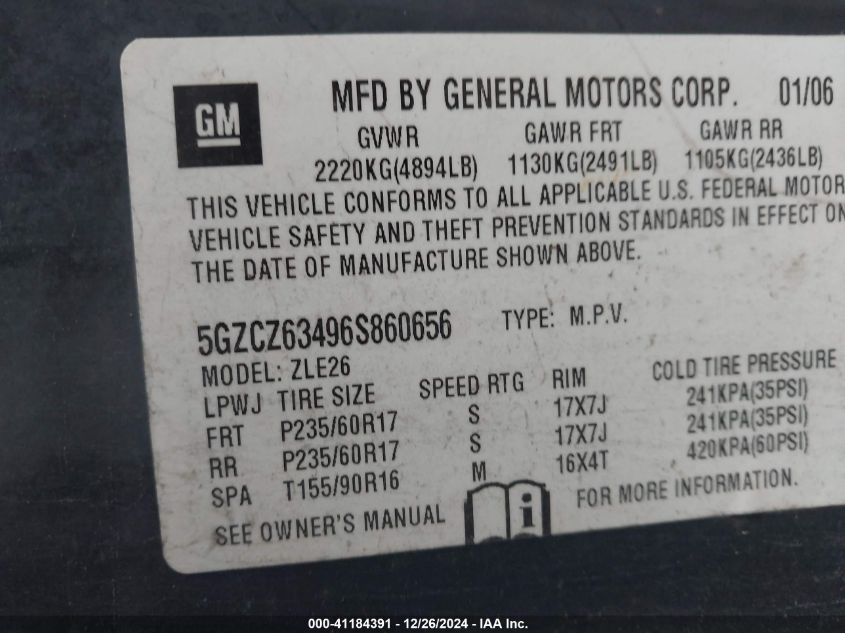 GM
MFD BY GENERAL MOTORS CORP. 01/06
GVWR GAWR FRT GAWR RR
2220KG(4894LB) 1130KG(2491LB) 1105KG(2436LB)
THIS VEHICLE CONFORMS TO ALL APPLICABLE U.S. FEDERAL MOTOR
VEHICLE SAFETY AND THEFT PREVENTION STANDARDS IN EFFECT ON
THE DATE OF MANUFACTURE SHOWN ABOVE.
5GZCZ63496S860656 TYPE: M.P.V.
MODEL: ZLE26
LPWJ TIRE SIZE SPEED RTG RIM COLD TIRE PRESSURE
FRT P235/60R17 S 17X7J 241KPA(35PSI)
RR P235/60R17 S 17X7J 241KPA(35PSI)
SPA T155/90R16 M 16X4T 420KPA(60PSI)
SEE OWNER'S MANUAL i FOR MORE INFORMATION.
000-41184391 - 12/26/2024 - IAA Inc.